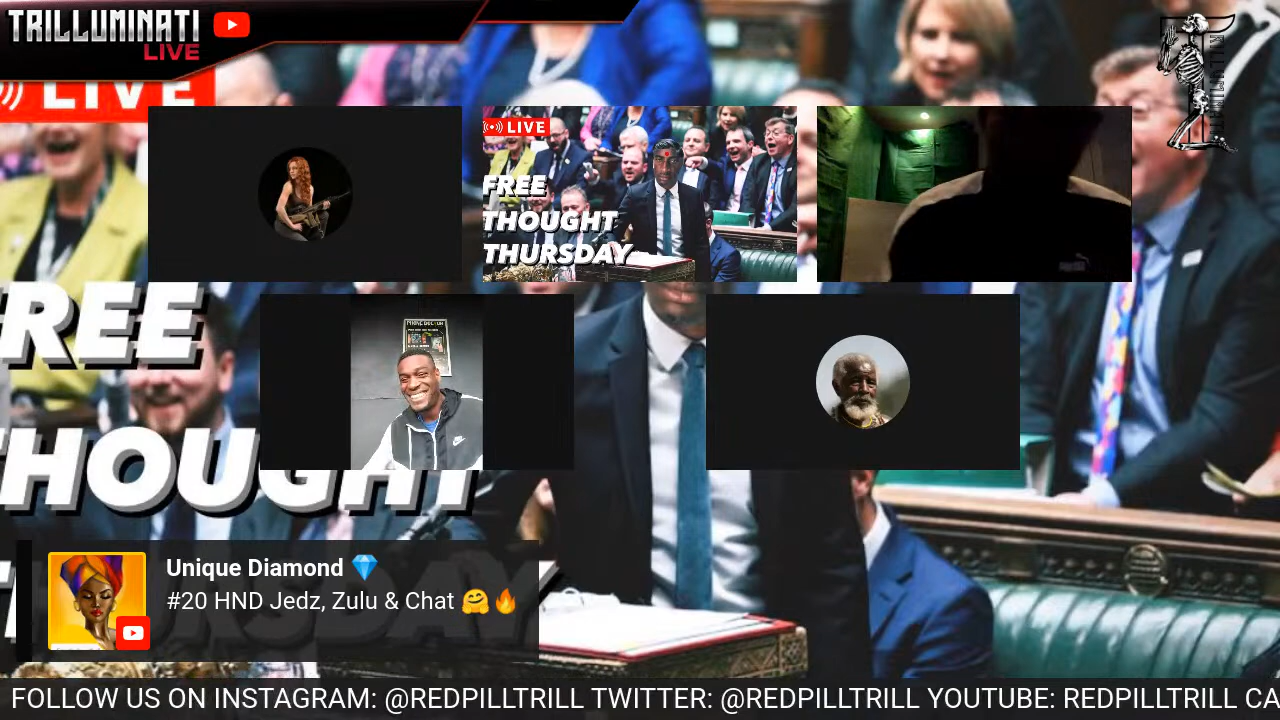 TRILLUMINATI
LIVE
LIVE
LIVE
FREE
THOUGHT
THURSDAY
REE
HOUGHT
Unique Diamond 💎
#20 HND Jedz, Zulu & Chat 🤗🔥
FOLLOW US ON INSTAGRAM: @REDPILLTRILL TWITTER: @REDPILLTRILL YOUTUBE: REDPILLTRILL CA